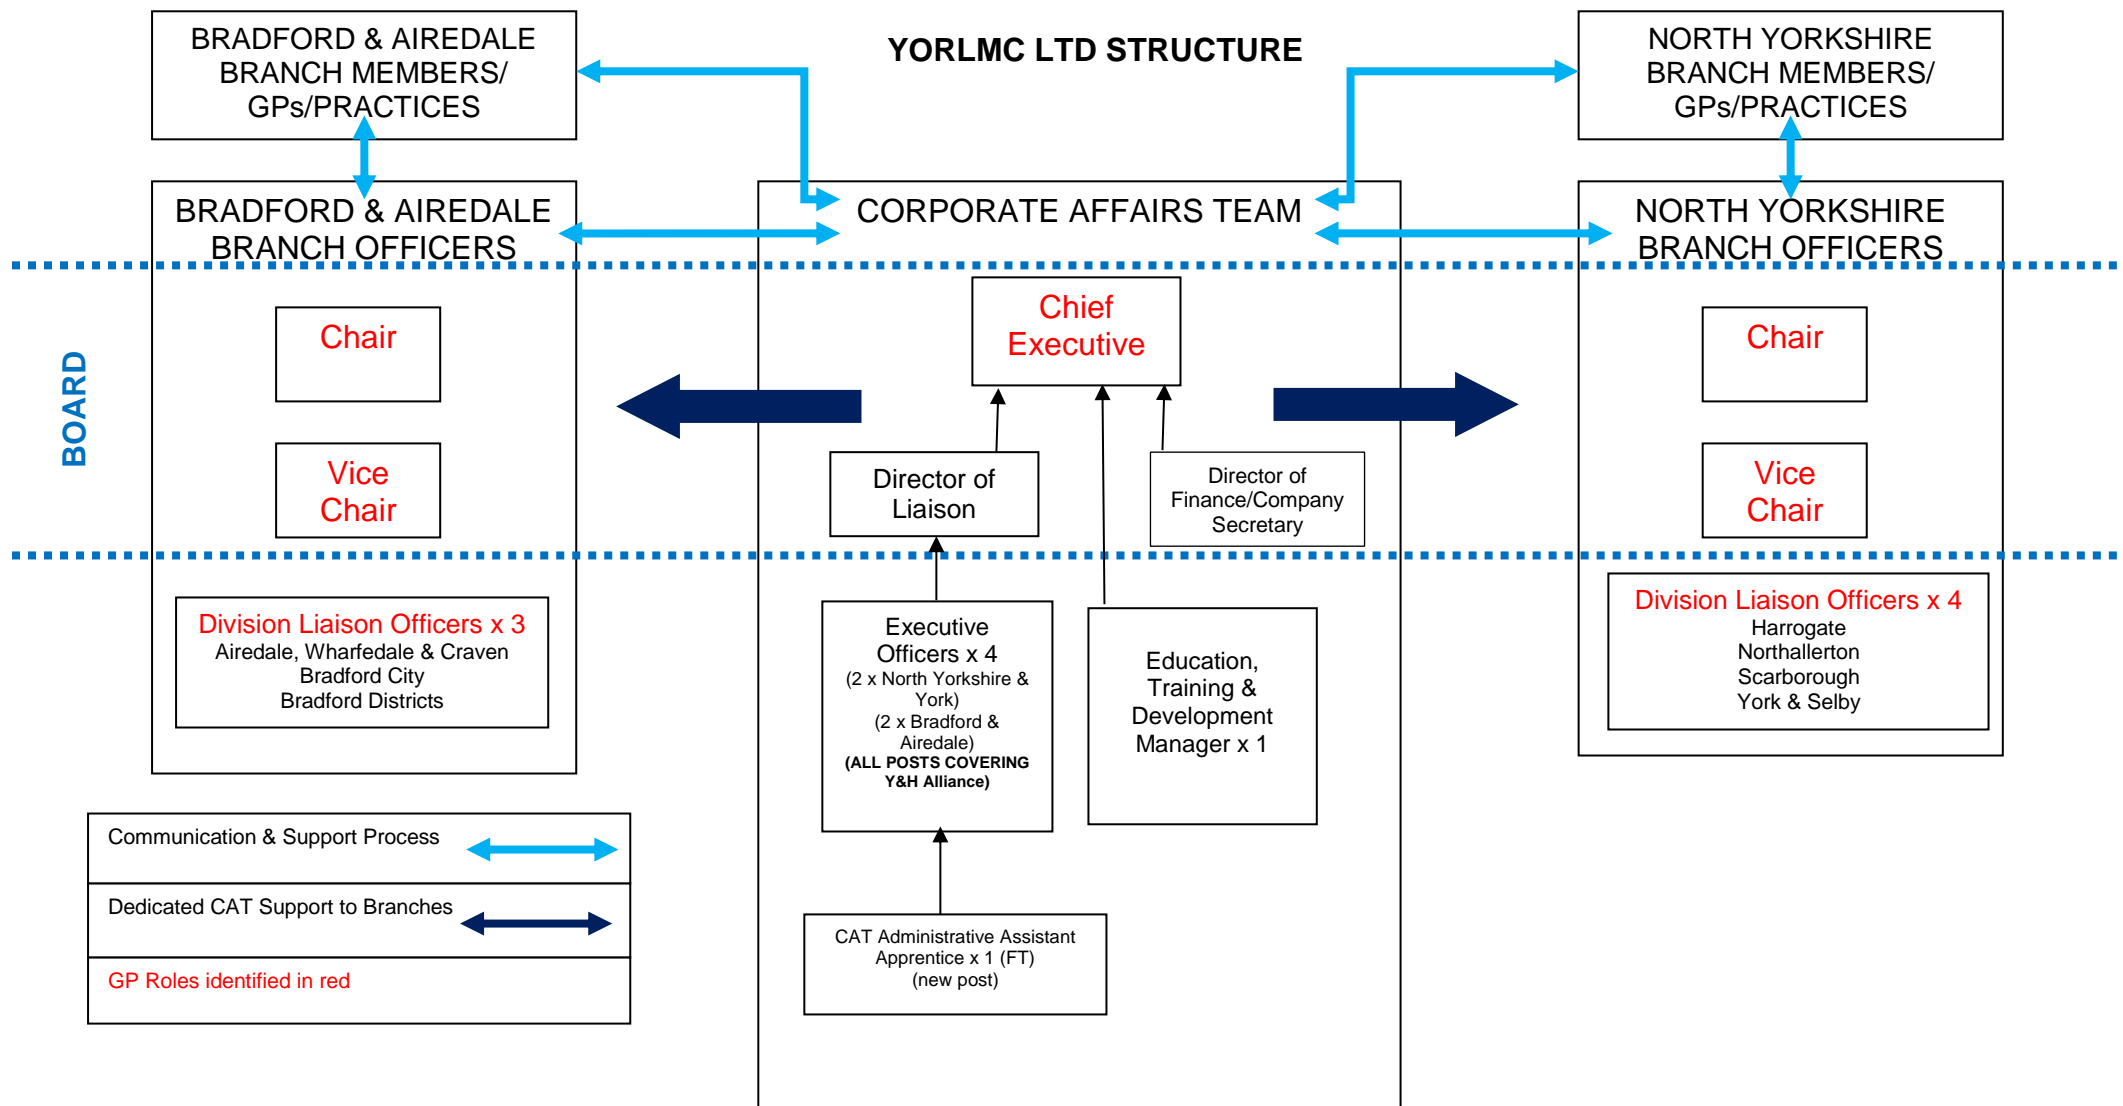 YORLMC LTD STRUCTURE
BRADFORD & AIREDALE
BRANCH MEMBERS/
GPs/PRACTICES
NORTH YORKSHIRE
BRANCH MEMBERS/
GPs/PRACTICES
BRADFORD & AIREDALE
BRANCH OFFICERS
CORPORATE AFFAIRS TEAM
NORTH YORKSHIRE
BRANCH OFFICERS
BOARD
Chair
Vice
Chair
Chief
Executive
Director of
Liaison
Director of
Finance/Company
Secretary
Chair
Vice
Chair
Division Liaison Officers x 3
Airedale, Wharfedale & Craven
Bradford City
Bradford Districts
Executive
Officers x 4
(2 x North Yorkshire &
York)
(2 x Bradford &
Airedale)
(ALL POSTS COVERING
Y&H Alliance)
Education,
Training &
Development
Manager x 1
Division Liaison Officers x 4
Harrogate
Northallerton
Scarborough
York & Selby
CAT Administrative Assistant
Apprentice x 1 (FT)
(new post)
Communication & Support Process
Dedicated CAT Support to Branches
GP Roles identified in red